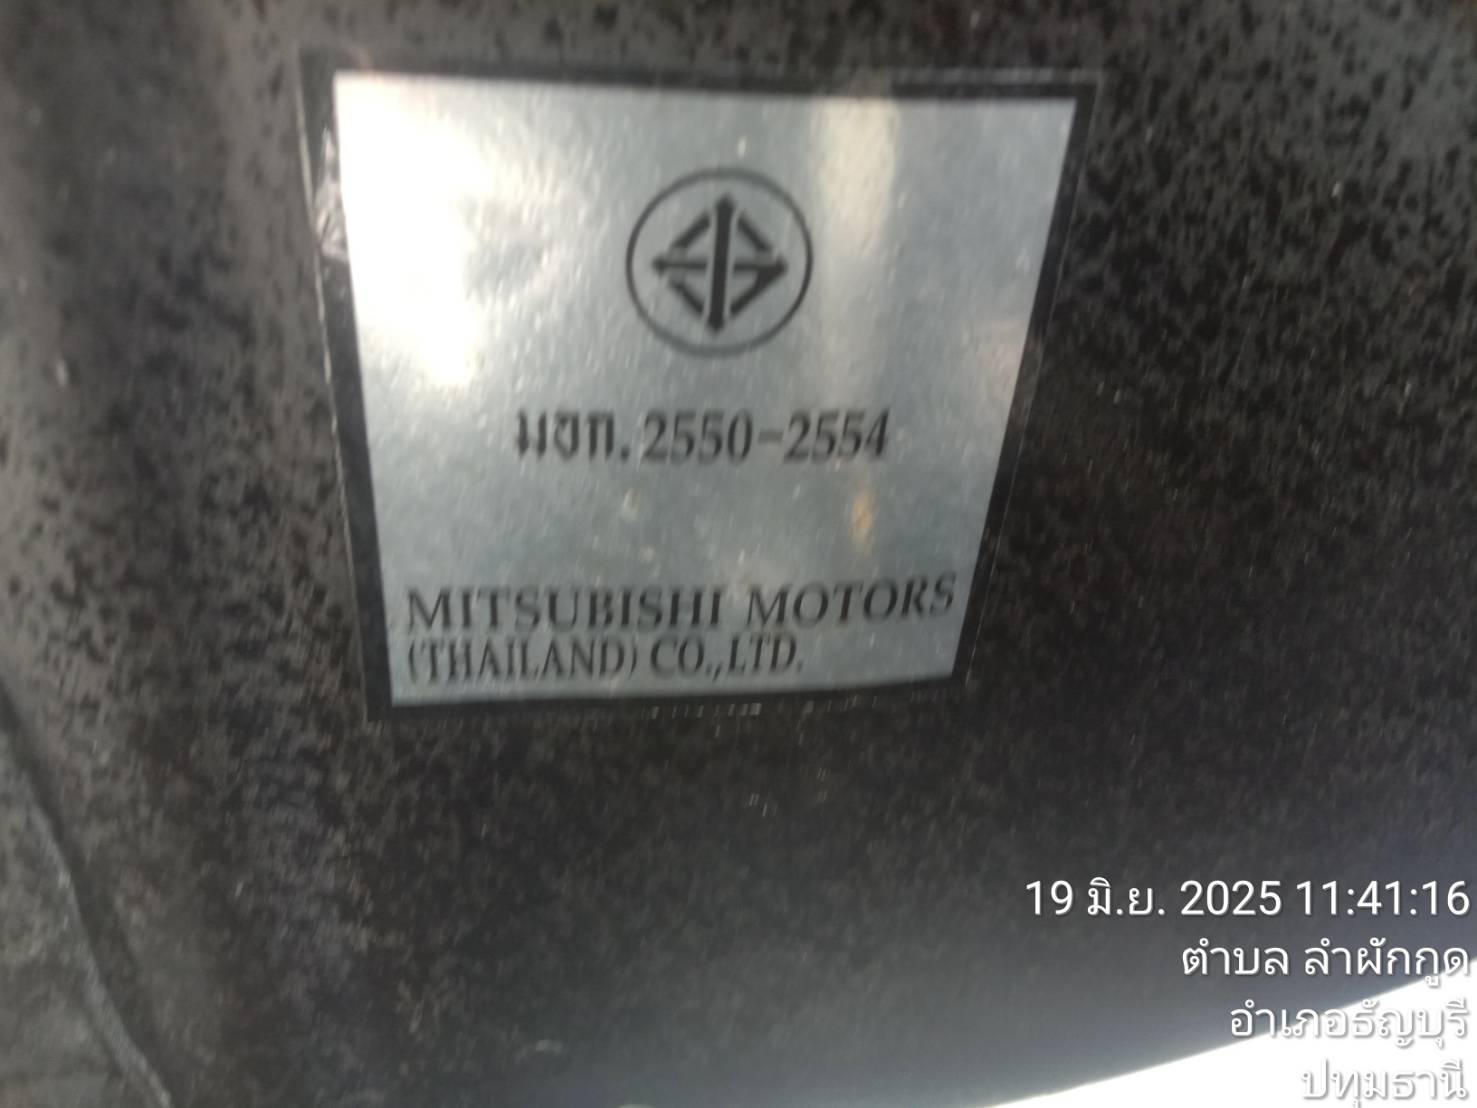 มอก.2550-2554
MITSUBISHI MOTORS
(THAILAND) CO.,LTD.
19 มิ.ย. 2025 11:41:16
ตำบล ลำผักกูด
อำเภอธัญบุรี
ปทุมธานี